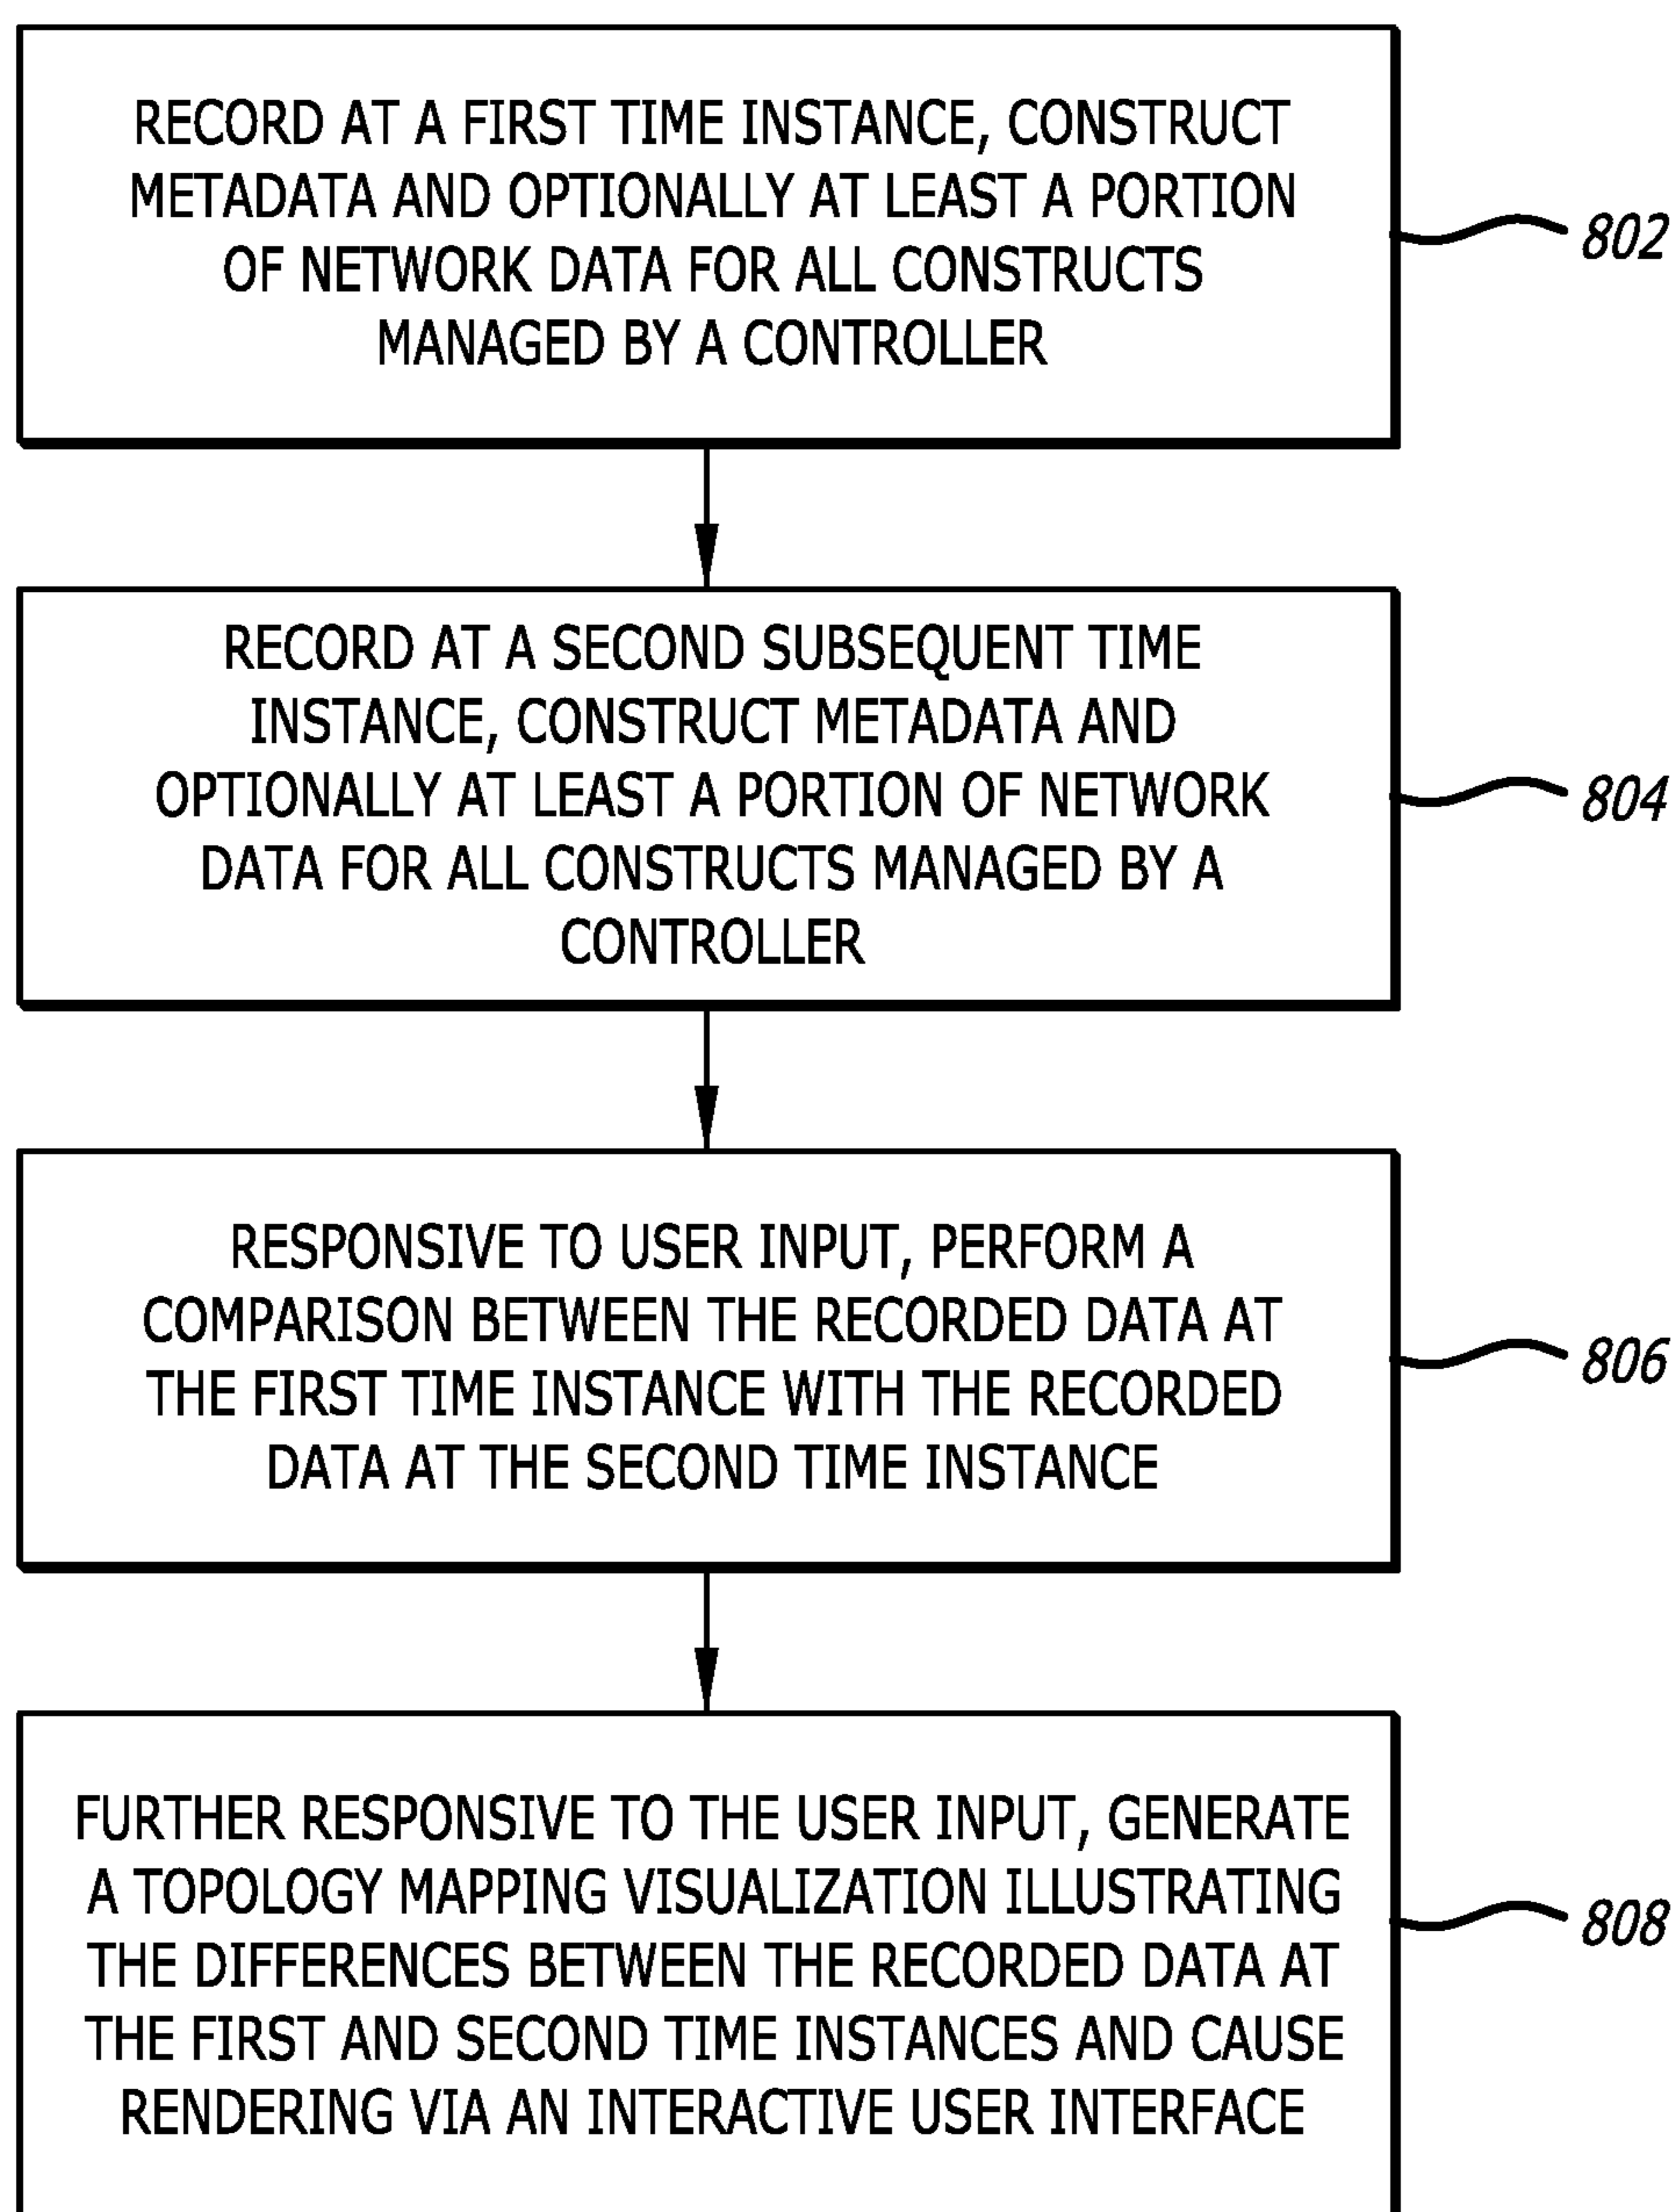 RECORD AT A FIRST TIME INSTANCE, CONSTRUCT
METADATA AND OPTIONALLY AT LEAST A PORTION
OF NETWORK DATA FOR ALL CONSTRUCTS
MANAGED BY A CONTROLLER
802
RECORD AT A SECOND SUBSEQUENT TIME
INSTANCE, CONSTRUCT METADATA AND
OPTIONALLY AT LEAST A PORTION OF NETWORK
DATA FOR ALL CONSTRUCTS MANAGED BY A
CONTROLLER
804
RESPONSIVE TO USER INPUT, PERFORM A
COMPARISON BETWEEN THE RECORDED DATA AT
THE FIRST TIME INSTANCE WITH THE RECORDED
DATA AT THE SECOND TIME INSTANCE
806
FURTHER RESPONSIVE TO THE USER INPUT, GENERATE
A TOPOLOGY MAPPING VISUALIZATION ILLUSTRATING
THE DIFFERENCES BETWEEN THE RECORDED DATA AT
THE FIRST AND SECOND TIME INSTANCES AND CAUSE
RENDERING VIA AN INTERACTIVE USER INTERFACE
808